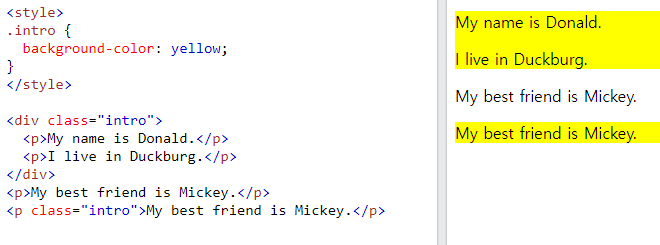 <style>
.intro {
  background-color: yellow;
}
</style>

<div class="intro">
  <p>My name is Donald.</p>
  <p>I live in Duckburg.</p>
</div>
<p>My best friend is Mickey.</p>
<p class="intro">My best friend is Mickey.</p>
My name is Donald.
I live in Duckburg.
My best friend is Mickey.
My best friend is Mickey.